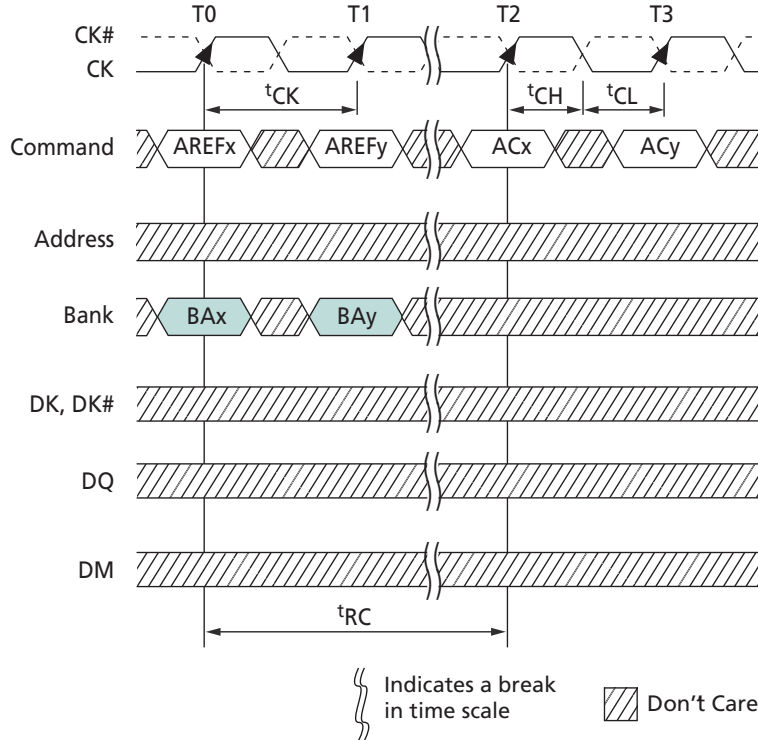 T0 T1 T2 T3
CK#
CK
tCK tCH tCL
Command AREFx AREFy ACx ACy
Address
Bank BAx BAy
DK, DK#
DQ
DM
tRC
Indicates a break
in time scale
Don't Care